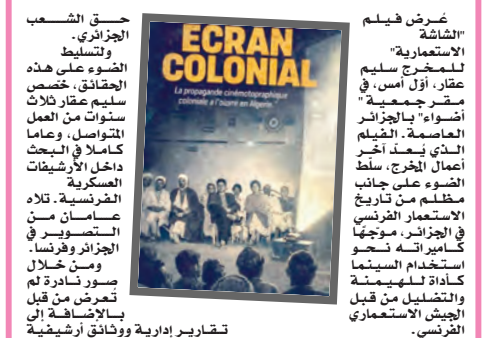 عُرض فيلم
"الشاشة
الاستعمارية"
للمخرج سليم
عقار، أوّل أمس، في
مقر جمعية "
أضواء" بالجزائر
العاصمة. الفيلم
الذي يُعدّ آخر
أعمال المخرج، سلّط
الضوء على جانب
مظلم من تاريخ
الاستعمار الفرنسي
في الجزائر، موجهًا
كاميراته نحو
استخدام السينما
كأداة للهيمنة
والتضليل من قبل
الجيش الاستعماري
الفرنسي.
ECRAN
COLONIAL
La propagande cinématographique
coloniale à l'œuvre en Algérie
حق الشعب
الجزائري.
ولتسليط
الضوء على هذه
الحقائق، خصص
سليم عقار ثلاث
سنوات من العمل
المتواصل، وعاما
كاملا في البحث
داخل الأرشيفات
العسكرية
الفرنسية. تلاه
عامان من
التصوير في
الجزائر وفرنسا.
ومن خلال
صور نادرة لم
تُعرض من قبل
بالإضافة إلى
تقارير إدارية ووثائق أرشيفية